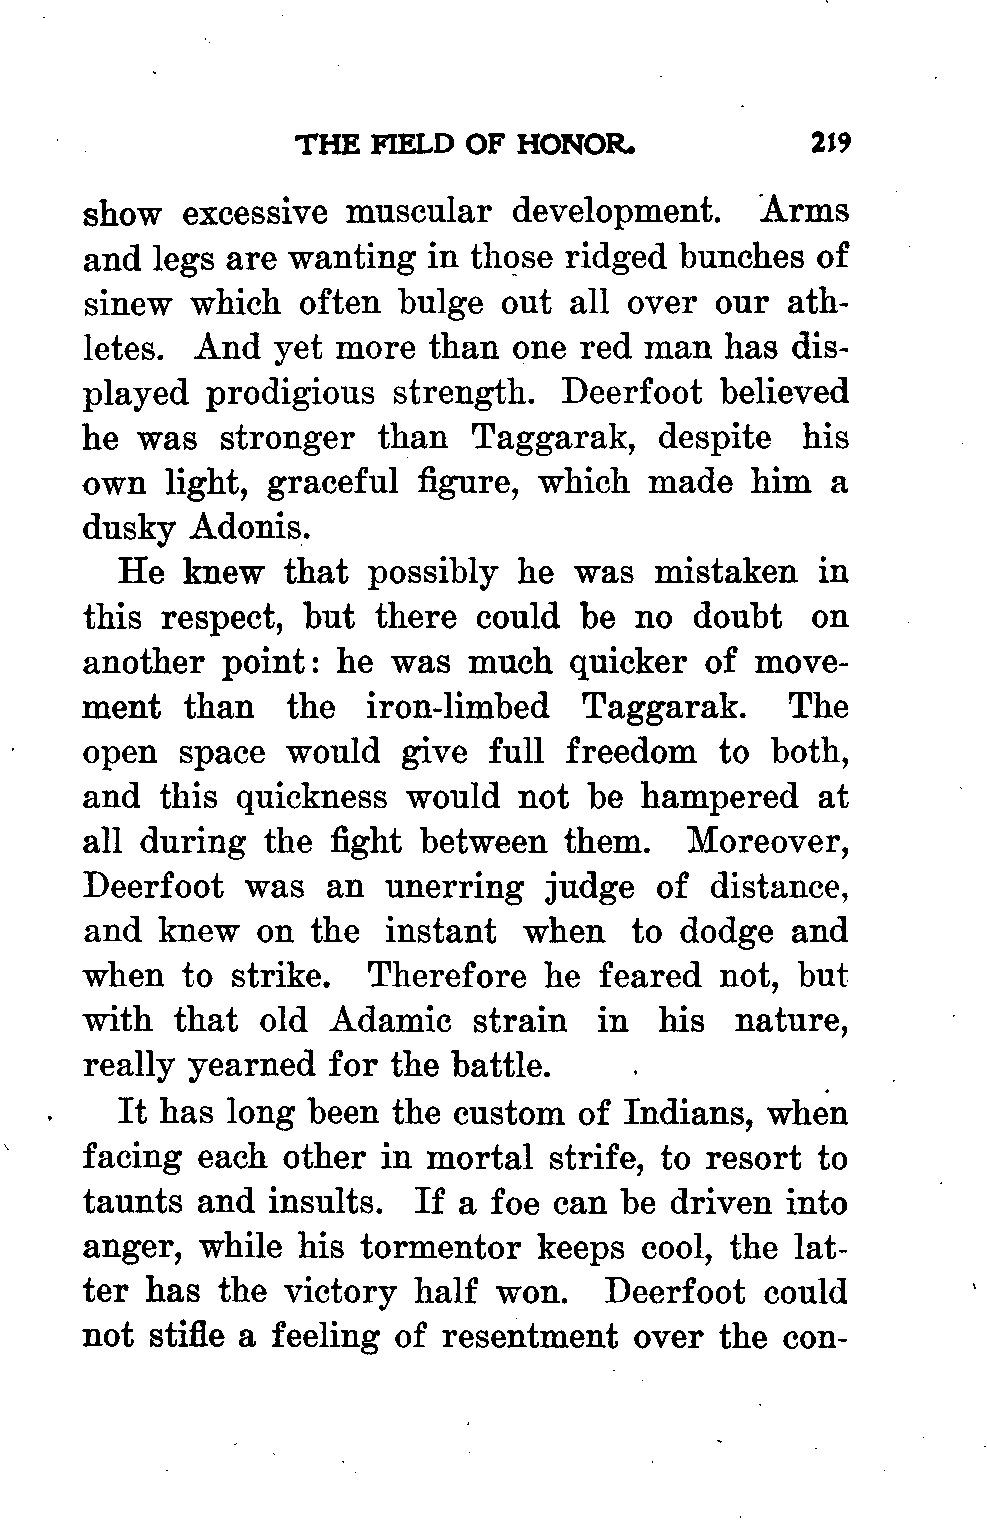 THE FIELD OF HONOR. 219
show excessive muscular development. Arms
and legs are wanting in those ridged bunches of
sinew which often bulge out all over our ath-
letes. And yet more than one red man has dis-
played prodigious strength. Deerfoot believed
he was stronger than Taggarak, despite his
own light, graceful figure, which made him a
dusky Adonis.
He knew that possibly he was mistaken in
this respect, but there could be no doubt on
another point: he was much quicker of move-
ment than the iron-limbed Taggarak. The
open space would give full freedom to both,
and this quickness would not be hampered at
all during the fight between them. Moreover,
Deerfoot was an unerring judge of distance,
and knew on the instant when to dodge and
when to strike. Therefore he feared not, but
with that old Adamic strain in his nature,
really yearned for the battle.
It has long been the custom of Indians, when
facing each other in mortal strife, to resort to
taunts and insults. If a foe can be driven into
anger, while his tormentor keeps cool, the lat-
ter has the victory half won. Deerfoot could
not stifle a feeling of resentment over the con-